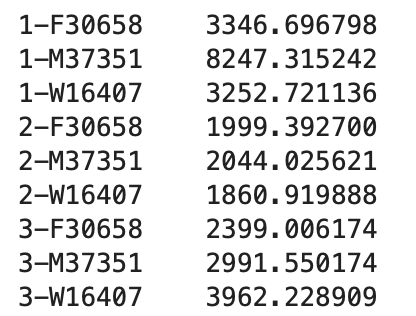 1-F30658    3346.696798
1-M37351    8247.315242
1-W16407    3252.721136
2-F30658    1999.392700
2-M37351    2044.025621
2-W16407    1860.919888
3-F30658    2399.006174
3-M37351    2991.550174
3-W16407    3962.228909